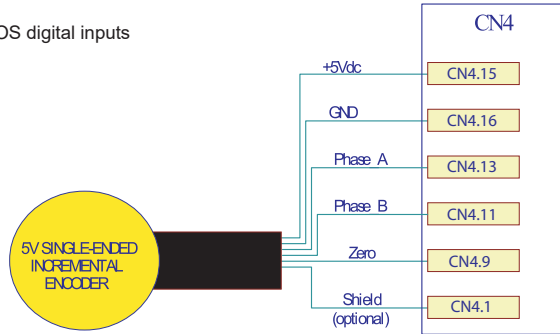 OS digital inputs
CN4
+5Vdc
CN4.15
GND
CN4.16
Phase_A
CN4.13
Phase B
CN4.11
Zero
CN4.9
Shield
(optional)
CN4.1
5V SINGLE-ENDED
INCREMENTAL
ENCODER